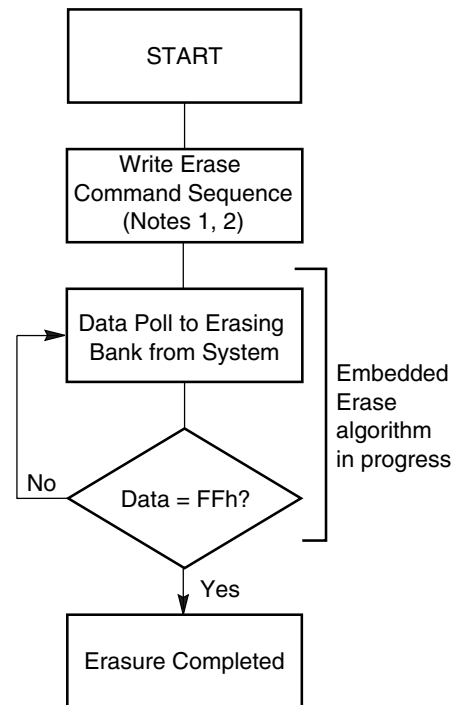 START
Write Erase
Command Sequence
(Notes 1, 2)
Data Poll to Erasing
Bank from System
Embedded
Erase
algorithm
in progress
No
Data = FFh?
Yes
Erasure Completed